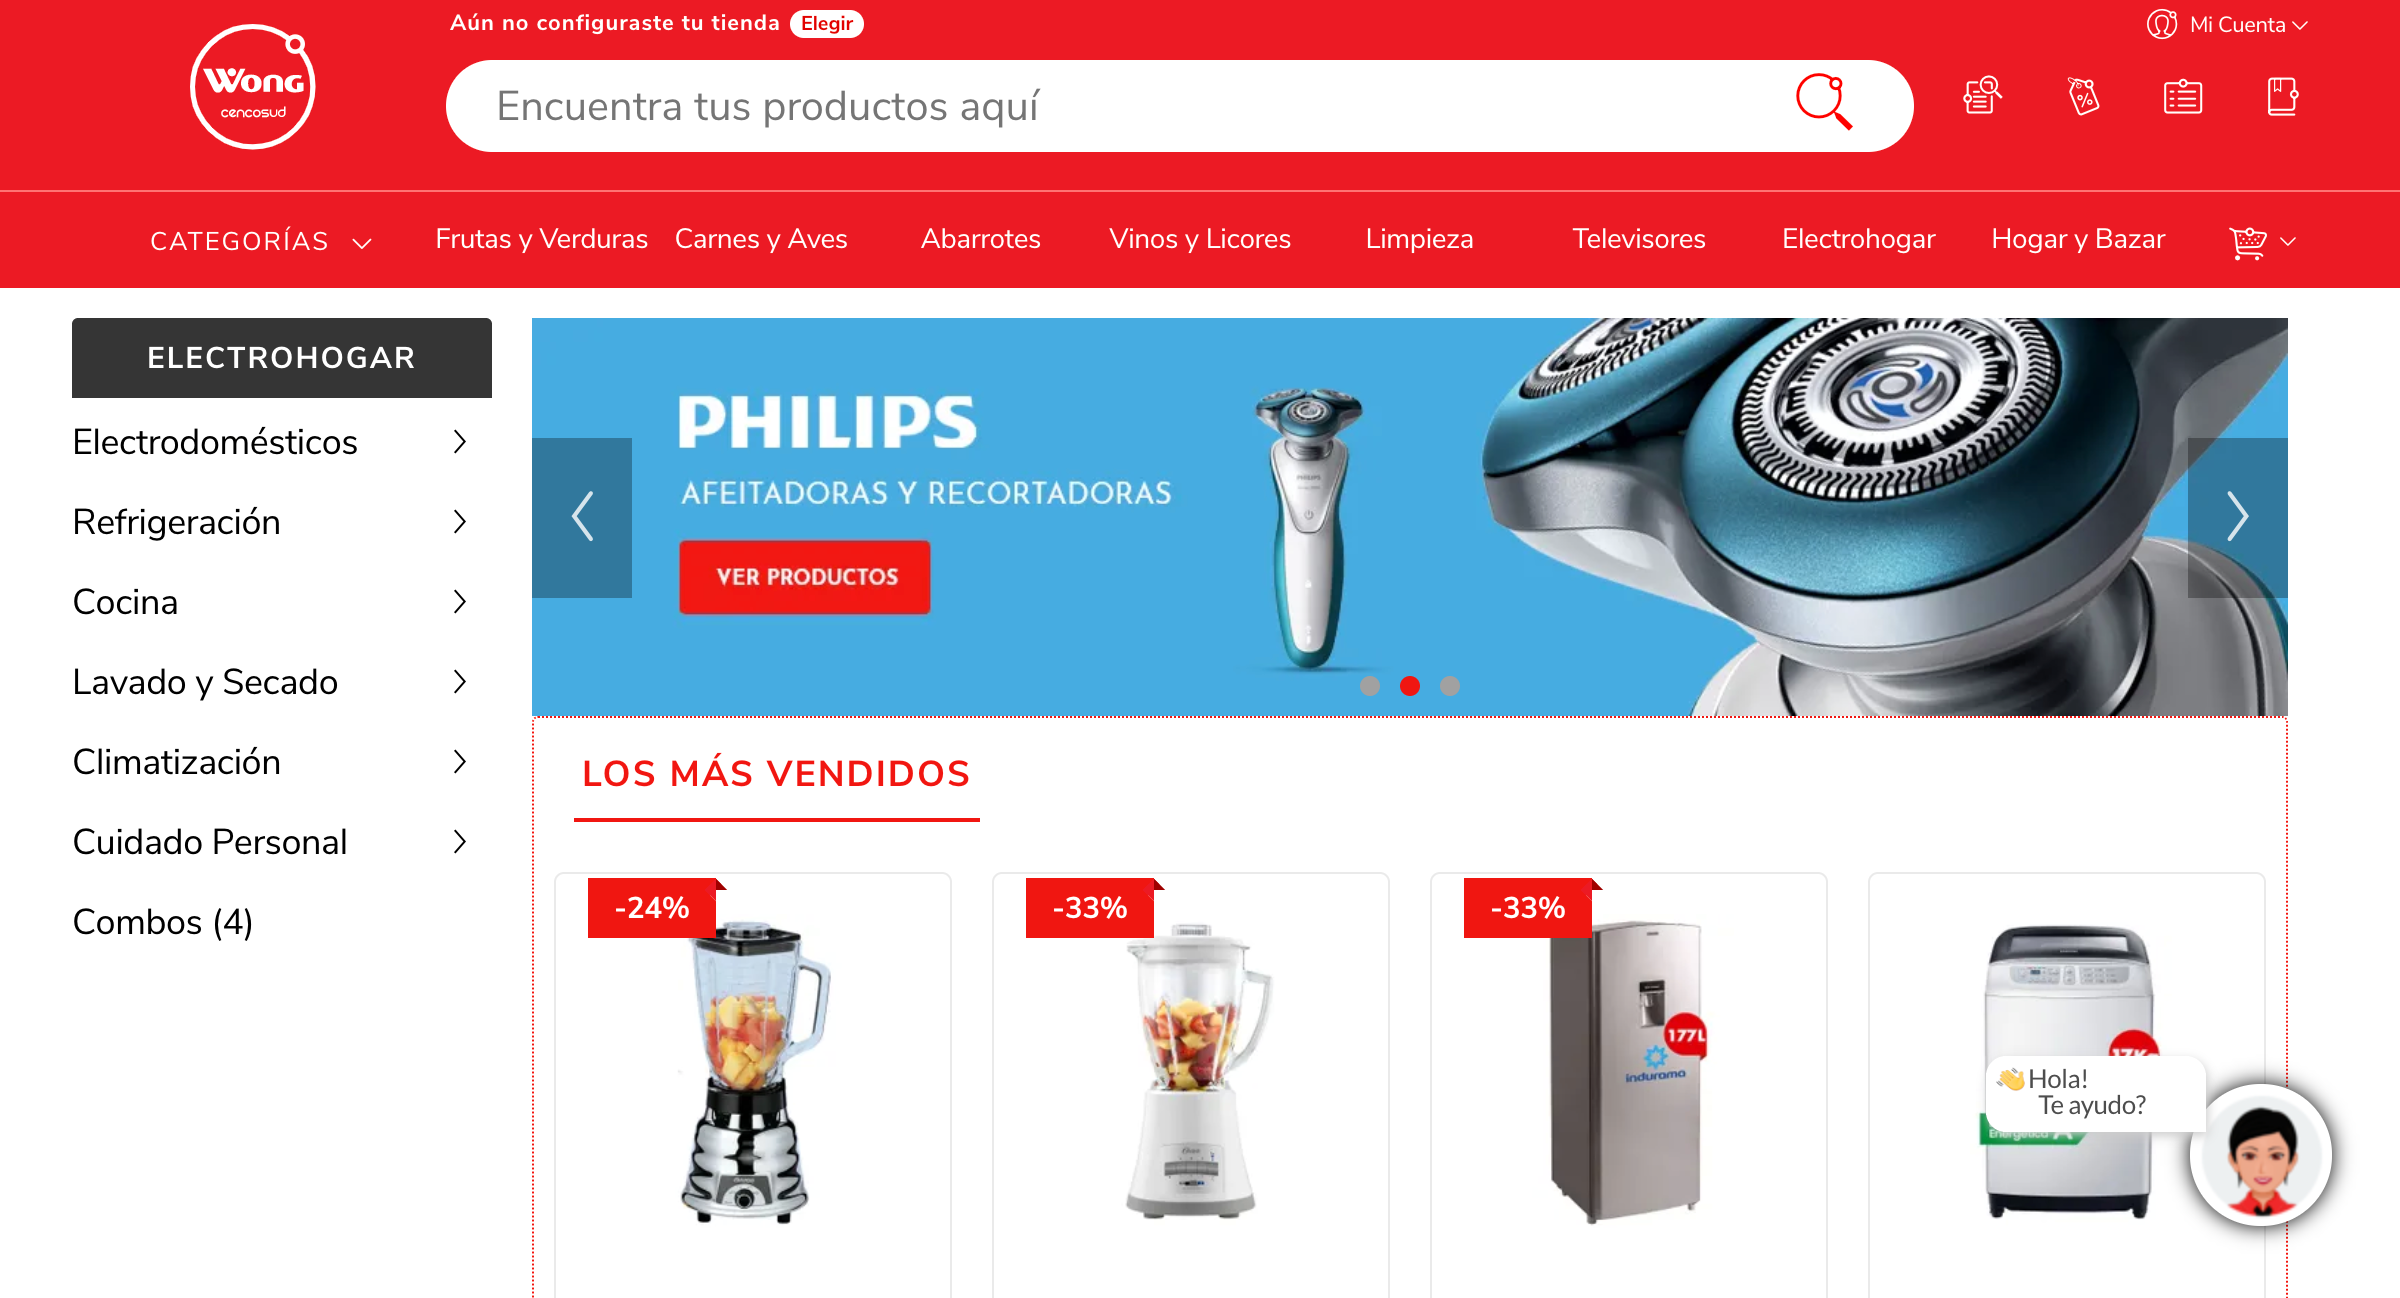 Aún no configuraste tu tienda Elegir
Mi Cuenta
Wong
cencosud
Encuentra tus productos aquí
CATEGORÍAS
Frutas y Verduras
Carnes y Aves
Abarrotes
Vinos y Licores
Limpieza
Televisores
Electrohogar
Hogar y Bazar
ELECTROHOGAR
Electrodomésticos
Refrigeración
Cocina
Lavado y Secado
Climatización
Cuidado Personal
Combos (4)
PHILIPS
AFEITADORAS Y RECORTADORAS
VER PRODUCTOS
PHILIPS
LOS MÁS VENDIDOS
-24%
-33%
-33%
177L
indurama
👋Hola!
Te ayudo?